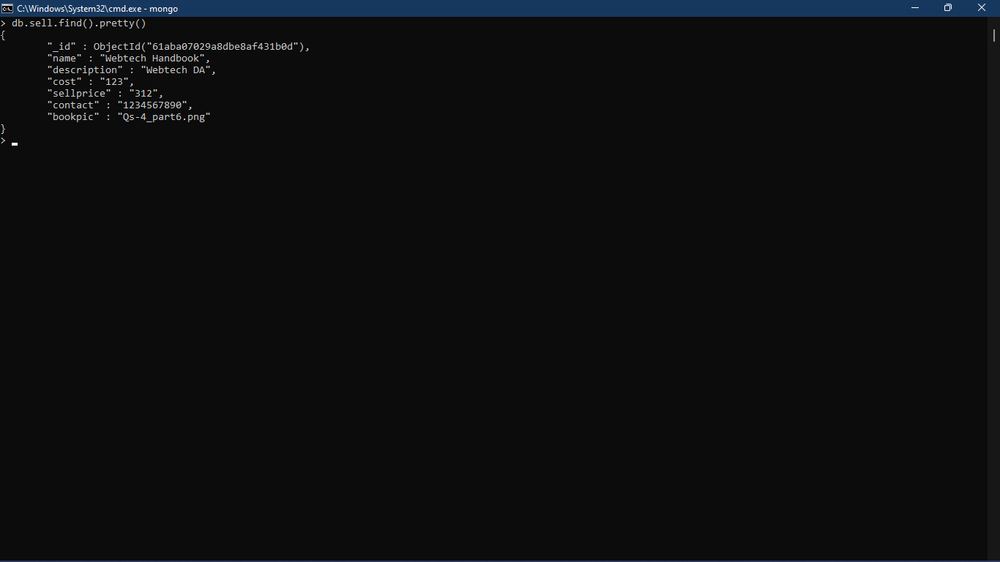 C:\Windows\System32\cmd.exe - mongo
> db.sell.find().pretty()
{
"_id" : ObjectId("61aba07029a8dbe8af431b0d"),
"name" : "Webtech Handbook",
"description" : "Webtech DA",
"cost" : "123",
"sellprice" : "312",
"contact" : "1234567890",
"bookpic" : "Qs-4_part6.png"
}
>